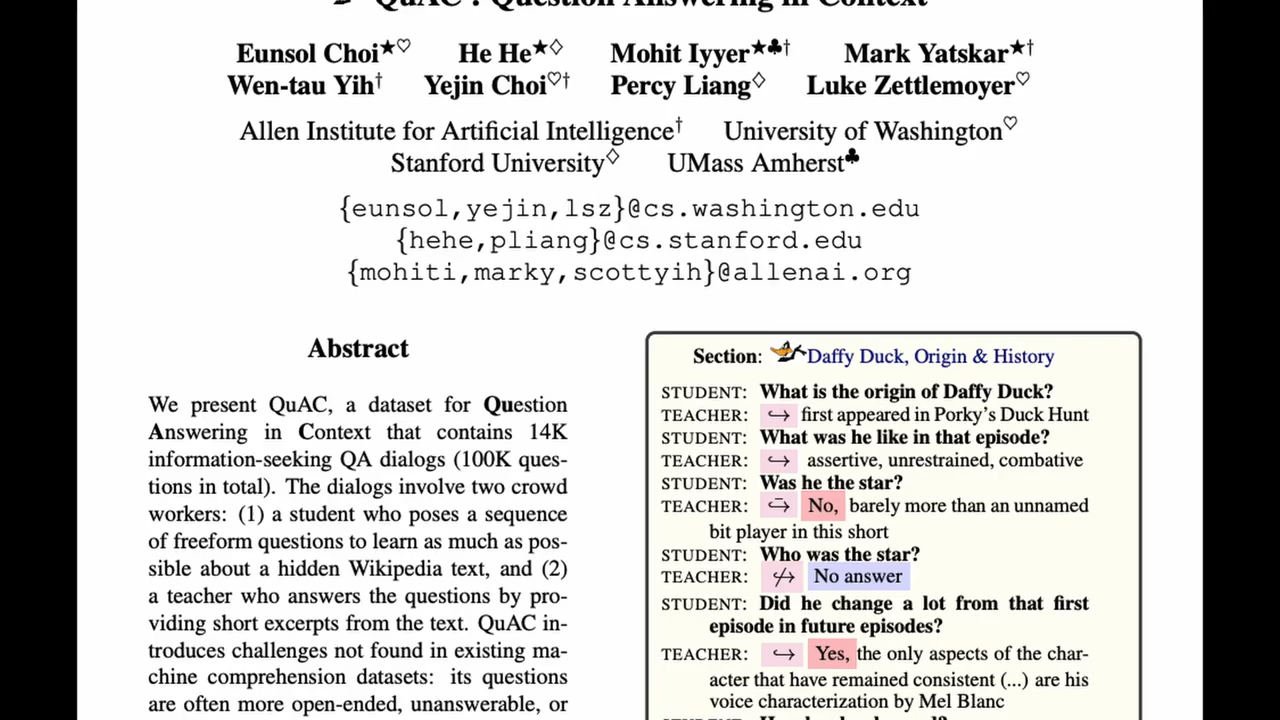 QuAC : Question Answering in Context
Eunsol Choi★♡ He He★♢ Mohit Iyyer★♣† Mark Yatskar★†
Wen-tau Yih† Yejin Choi♡† Percy Liang♢ Luke Zettlemoyer♡
Allen Institute for Artificial Intelligence† University of Washington♡
Stanford University♢ UMass Amherst♣
{eunsol,yejin,lsz}@cs.washington.edu
{hehe,pliang}@cs.stanford.edu
{mohiti,marky,scottyih}@allenai.org
Abstract
We present QuAC, a dataset for Question
Answering in Context that contains 14K
information-seeking QA dialogs (100K ques-
tions in total). The dialogs involve two crowd
workers: (1) a student who poses a sequence
of freeform questions to learn as much as pos-
sible about a hidden Wikipedia text, and (2)
a teacher who answers the questions by pro-
viding short excerpts from the text. QuAC in-
troduces challenges not found in existing ma-
chine comprehension datasets: its questions
are often more open-ended, unanswerable, or
Section: Daffy Duck, Origin & History
STUDENT: What is the origin of Daffy Duck?
TEACHER: ↪ first appeared in Porky's Duck Hunt
STUDENT: What was he like in that episode?
TEACHER: ↪ assertive, unrestrained, combative
STUDENT: Was he the star?
TEACHER: ↪̄ No, barely more than an unnamed
bit player in this short
STUDENT: Who was the star?
TEACHER: ↪̸ No answer
STUDENT: Did he change a lot from that first
episode in future episodes?
TEACHER: ↪ Yes, the only aspects of the char-
acter that have remained consistent (...) are his
voice characterization by Mel Blanc